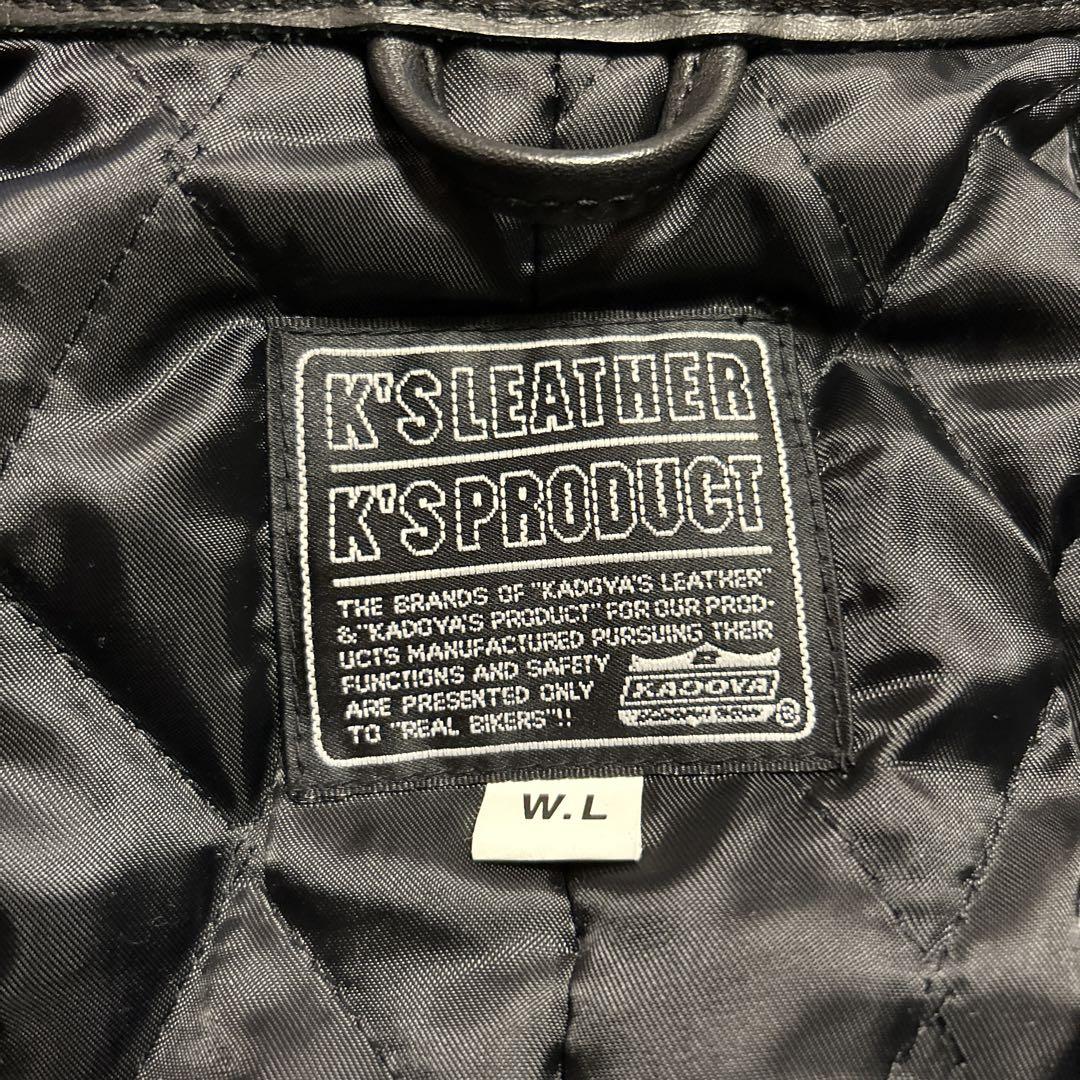 K'S LEATHER
K'S PRODUCT
THE BRANDS OF "KADOYA'S LEATHER"
& "KADOYA'S PRODUCT" FOR OUR PROD-
UCTS MANUFACTURED PURSUING THEIR
FUNCTIONS AND SAFETY
ARE PRESENTED ONLY
TO "REAL BIKERS"!!
KADOYA
®
W.L